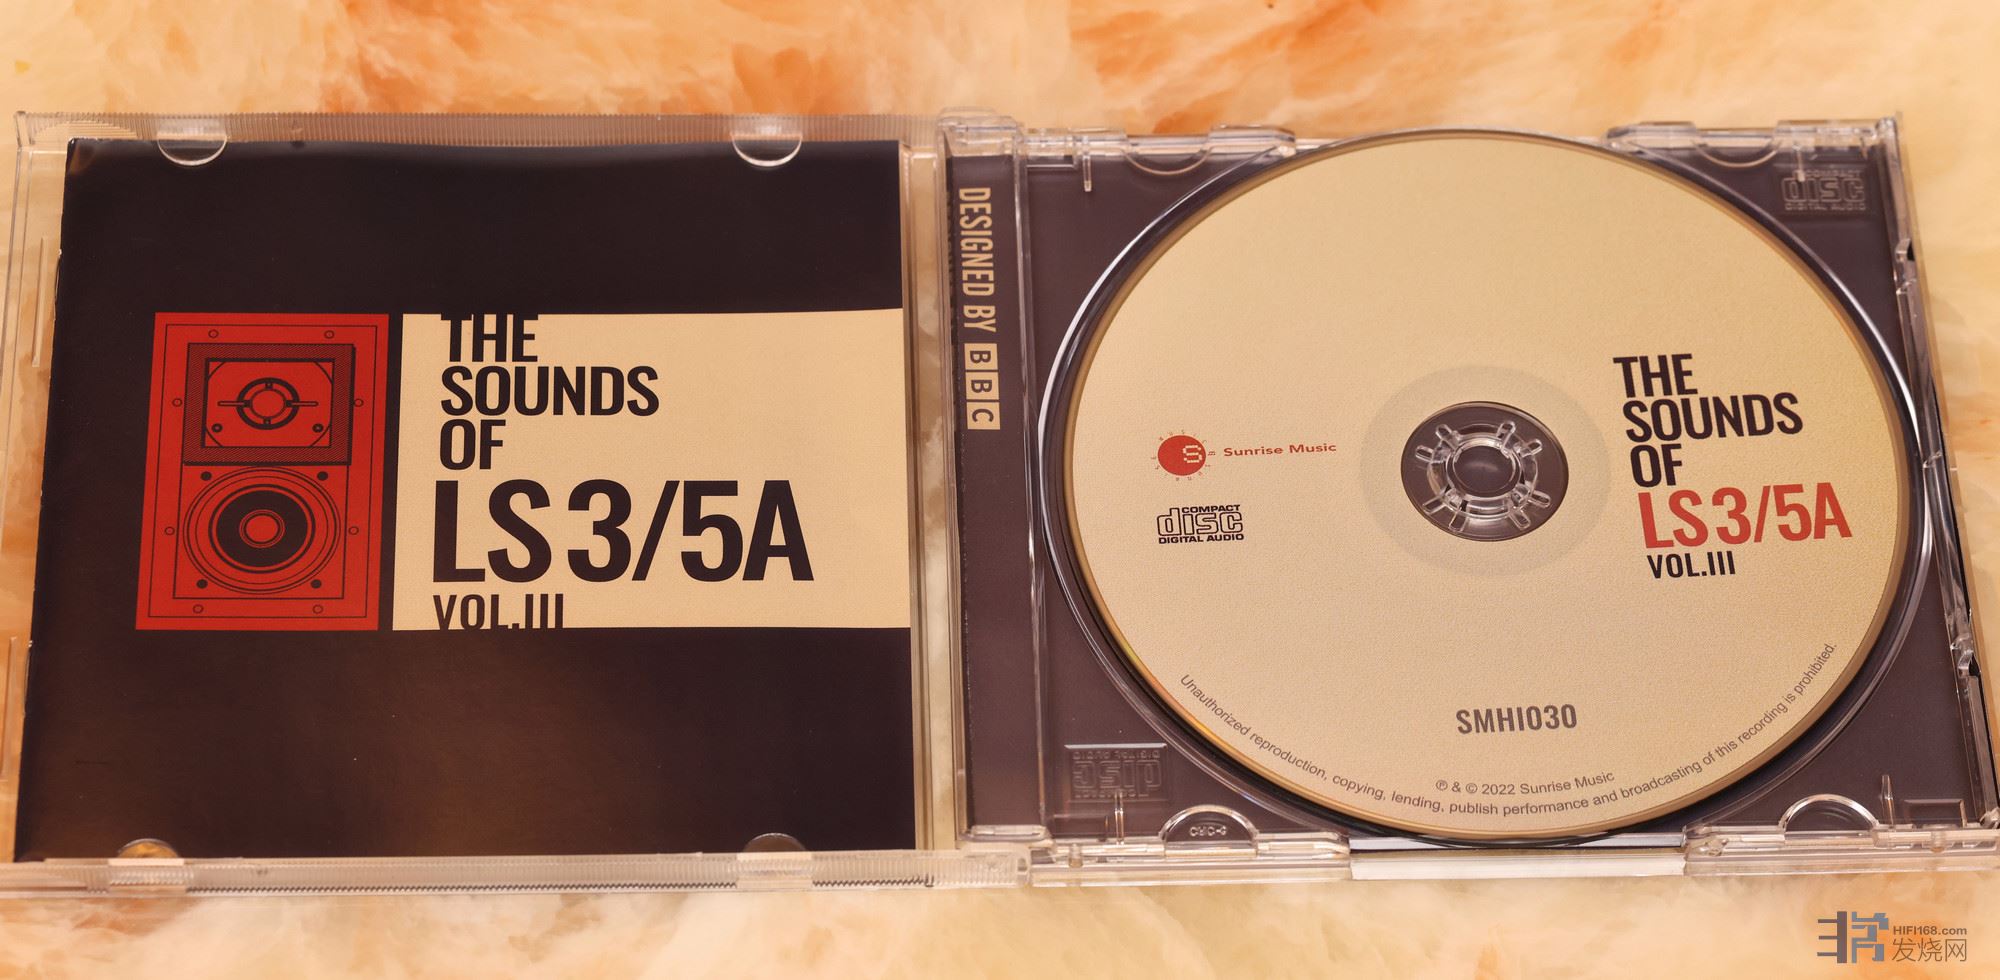 THE
SOUNDS
OF
LS 3/5A
VOL.III
DESIGNED BY BBC
COMPACT
disc
DIGITAL AUDIO
S
Sunrise Music
COMPACT
disc
DIGITAL AUDIO
THE
SOUNDS
OF
LS 3/5A
VOL.III
SMHI030
℗ & © 2022 Sunrise Music
Unauthorized reproduction, copying, lending, publish performance and broadcasting of this recording is prohibited.
disc
HIFI168.com
发烧网